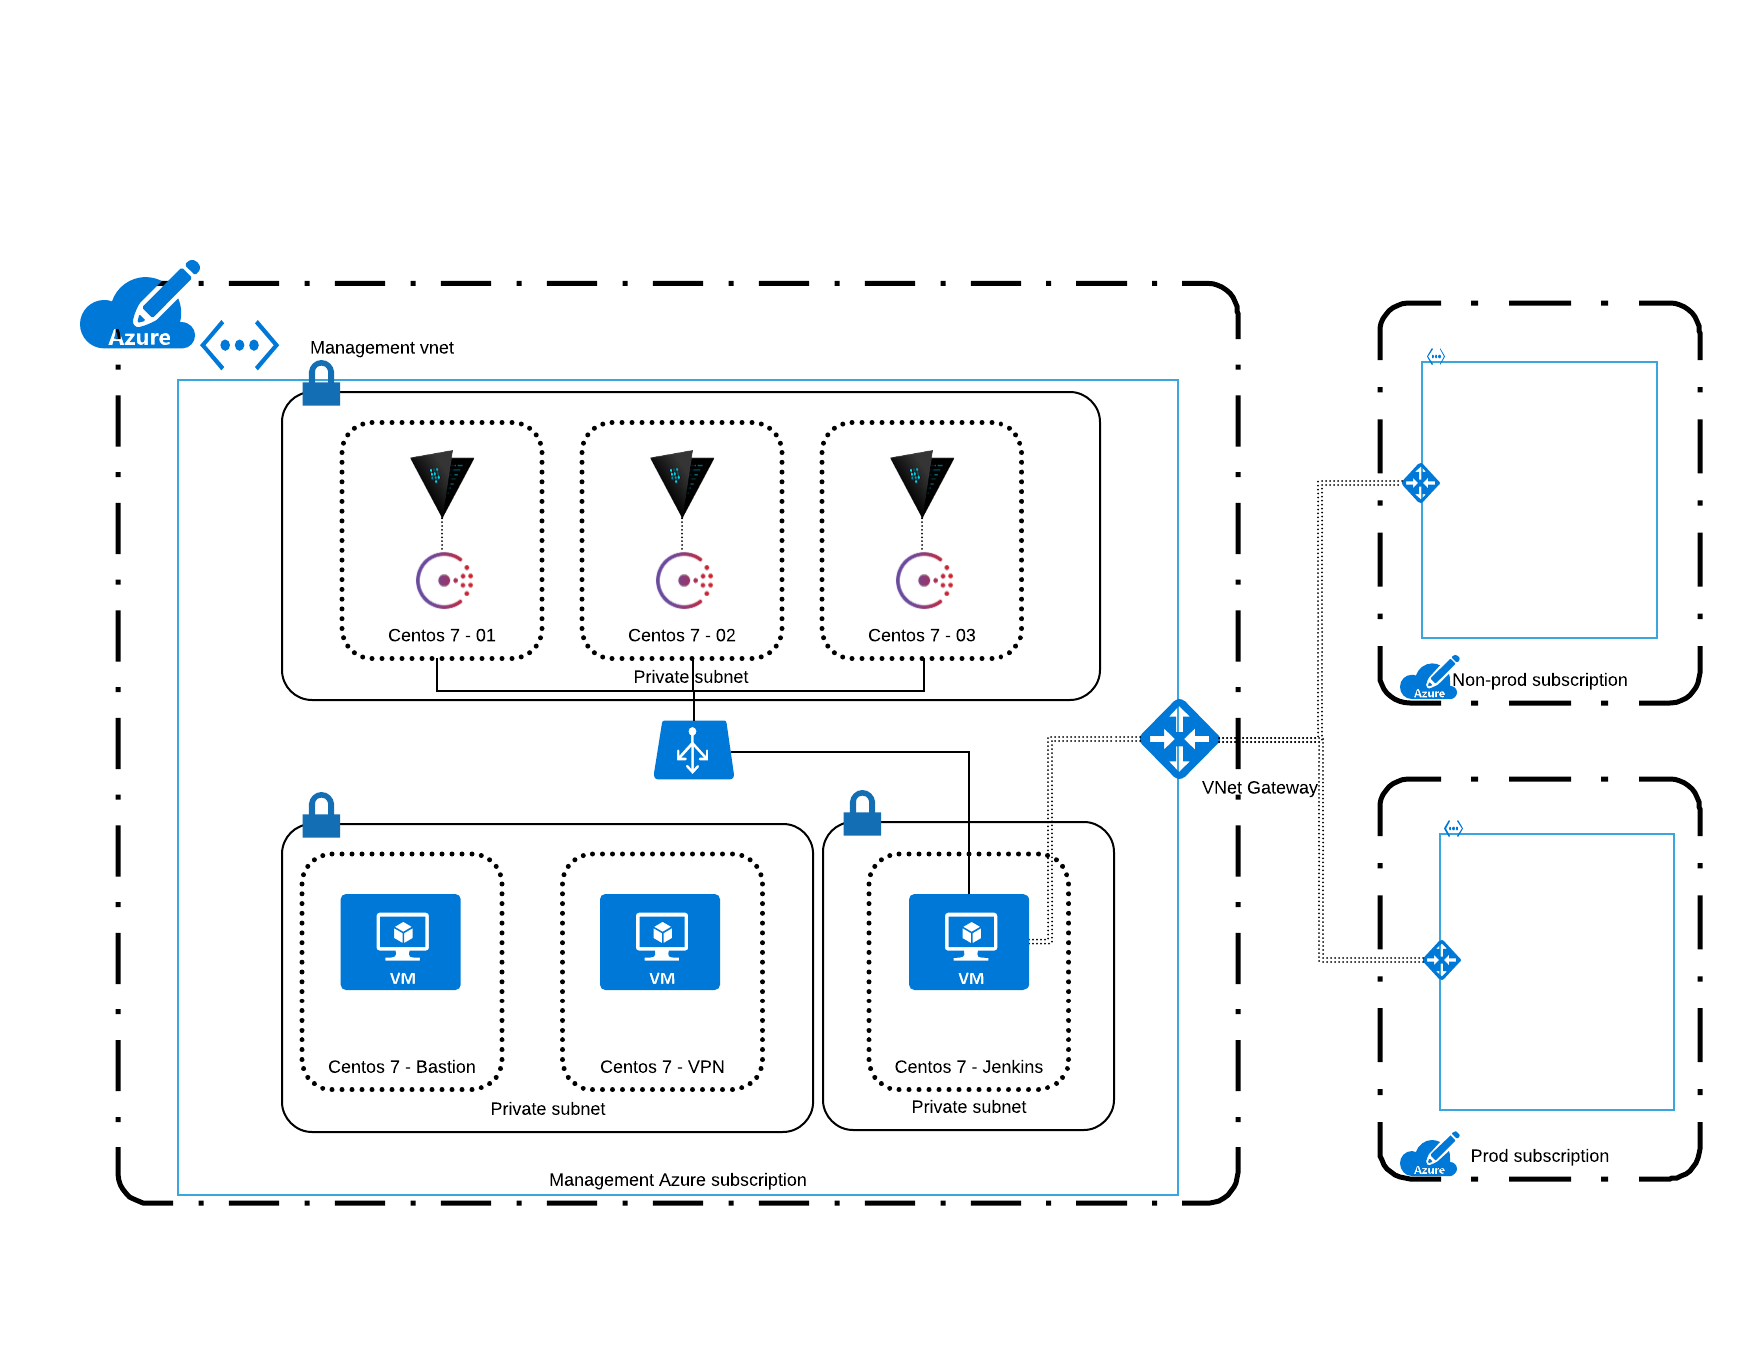 Azure
Management vnet
Centos 7 - 01
Centos 7 - 02
Centos 7 - 03
Private subnet
VNet Gateway
VM
VM
VM
Centos 7 - Bastion
Centos 7 - VPN
Centos 7 - Jenkins
Private subnet
Private subnet
Management Azure subscription
Azure
Non-prod subscription
Azure
Prod subscription